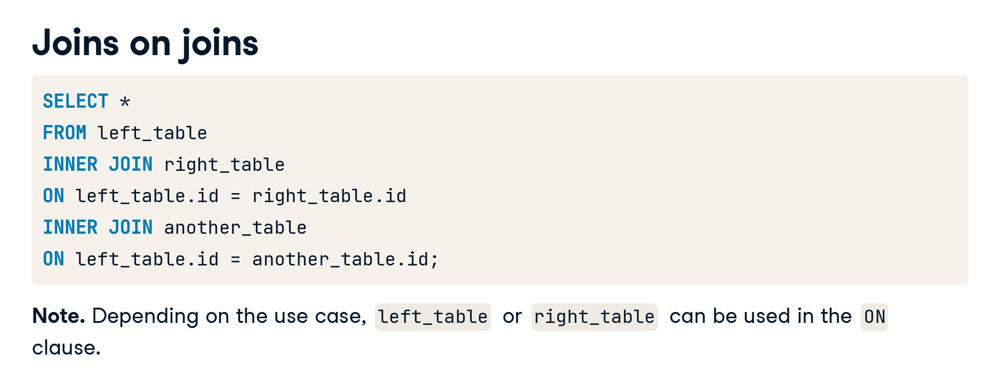 Joins on joins
SELECT *
FROM left_table
INNER JOIN right_table
ON left_table.id = right_table.id
INNER JOIN another_table
ON left_table.id = another_table.id;
Note. Depending on the use case, left_table or right_table can be used in the ON
clause.